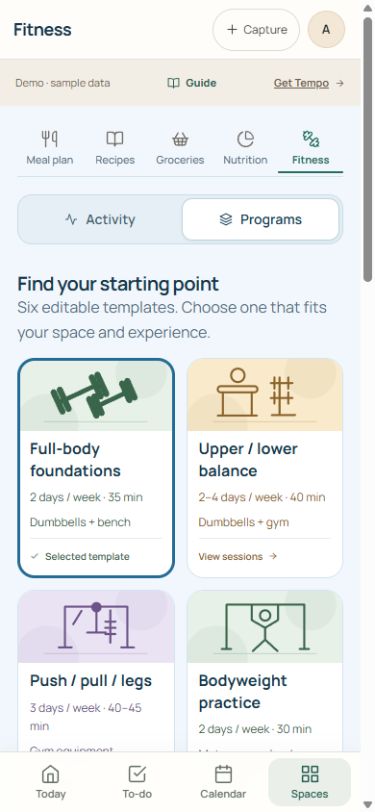 Fitness
+ Capture
A
Demo · sample data
Guide
Get Tempo →
Meal plan
Recipes
Groceries
Nutrition
Fitness
Activity
Programs
Find your starting point
Six editable templates. Choose one that fits
your space and experience.
Full-body
foundations
2 days / week · 35 min
Dumbbells + bench
✓ Selected template
Upper / lower
balance
2–4 days / week · 40 min
Dumbbells + gym
View sessions →
Push / pull / legs
3 days / week · 40–45
min
Gym equipment
Bodyweight
practice
2 days / week · 30 min
Today
To-do
Calendar
Spaces